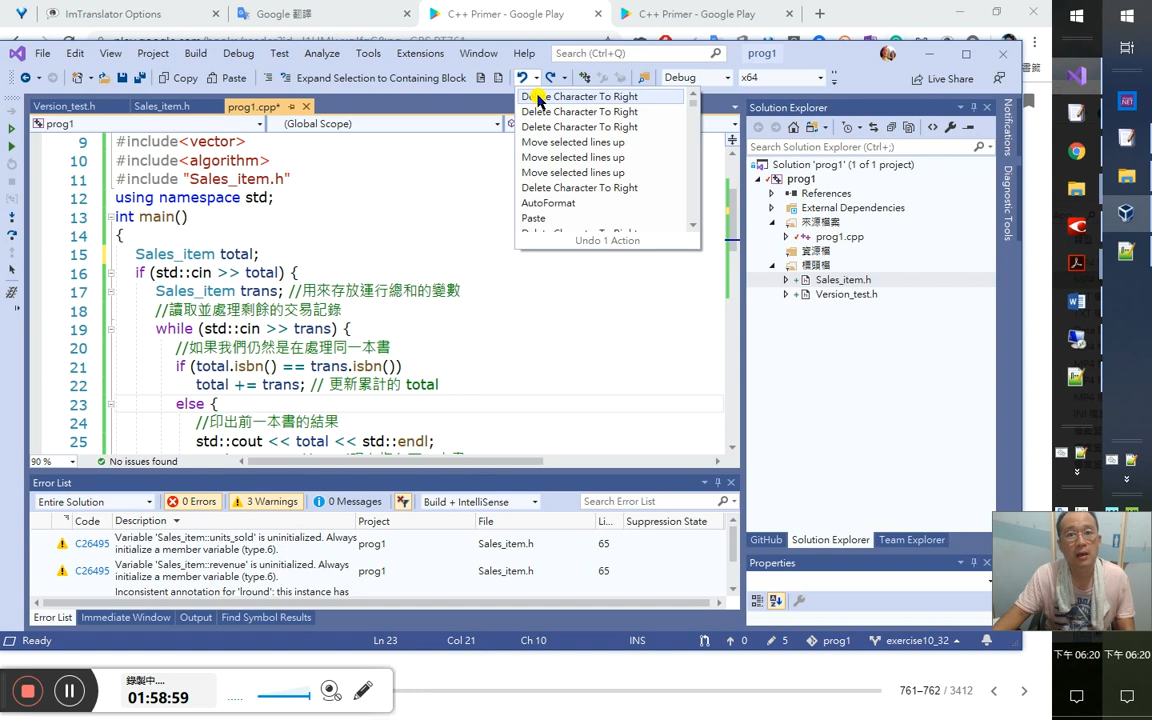 ImTranslator Options
Google 翻譯
C++ Primer - Google Play
C++ Primer - Google Play
File Edit View Project Build Debug Test Analyze Tools Extensions Window Help
Search (Ctrl+Q)
prog1
Copy Paste Expand Selection to Containing Block
Debug
x64
Live Share
Version_test.h
Sales_item.h
prog1.cpp*
prog1
(Global Scope)
Delete Character To Right
Delete Character To Right
Delete Character To Right
Move selected lines up
Move selected lines up
Move selected lines up
Delete Character To Right
AutoFormat
Paste
Undo 1 Action
9 #include<vector>
10 #include<algorithm>
11 #include "Sales_item.h"
12 using namespace std;
13 int main()
14 {
15 Sales_item total;
16 if (std::cin >> total) {
17 Sales_item trans; //用來存放運行總和的變數
18 //讀取並處理剩餘的交易記錄
19 while (std::cin >> trans) {
20 //如果我們仍然是在處理同一本書
21 if (total.isbn() == trans.isbn())
22 total += trans; // 更新累計的 total
23 else {
24 //印出前一本書的結果
25 std::cout << total << std::endl;
90 %
No issues found
Solution Explorer
Search Solution Explorer (Ctrl+;)
Solution 'prog1' (1 of 1 project)
prog1
References
External Dependencies
來源檔案
prog1.cpp
資源檔
標頭檔
Sales_item.h
Version_test.h
Notifications
Diagnostic Tools
Error List
Entire Solution
0 Errors
3 Warnings
0 Messages
Build + IntelliSense
Search Error List
Code Description Project File Li... Suppression State
C26495 Variable 'Sales_item::units_sold' is uninitialized. Always initialize a member variable (type.6). prog1 Sales_item.h 65
C26495 Variable 'Sales_item::revenue' is uninitialized. Always initialize a member variable (type.6). prog1 Sales_item.h 65
Inconsistent annotation for 'lround': this instance has
Error List Immediate Window Output Find Symbol Results
GitHub Solution Explorer Team Explorer
Properties
Ready
Ln 23 Col 21 Ch 10 INS
0
5
prog1
exercise10_32
錄製中....
01:58:59
761–762 / 3412
下午 06:20
下午 06:20